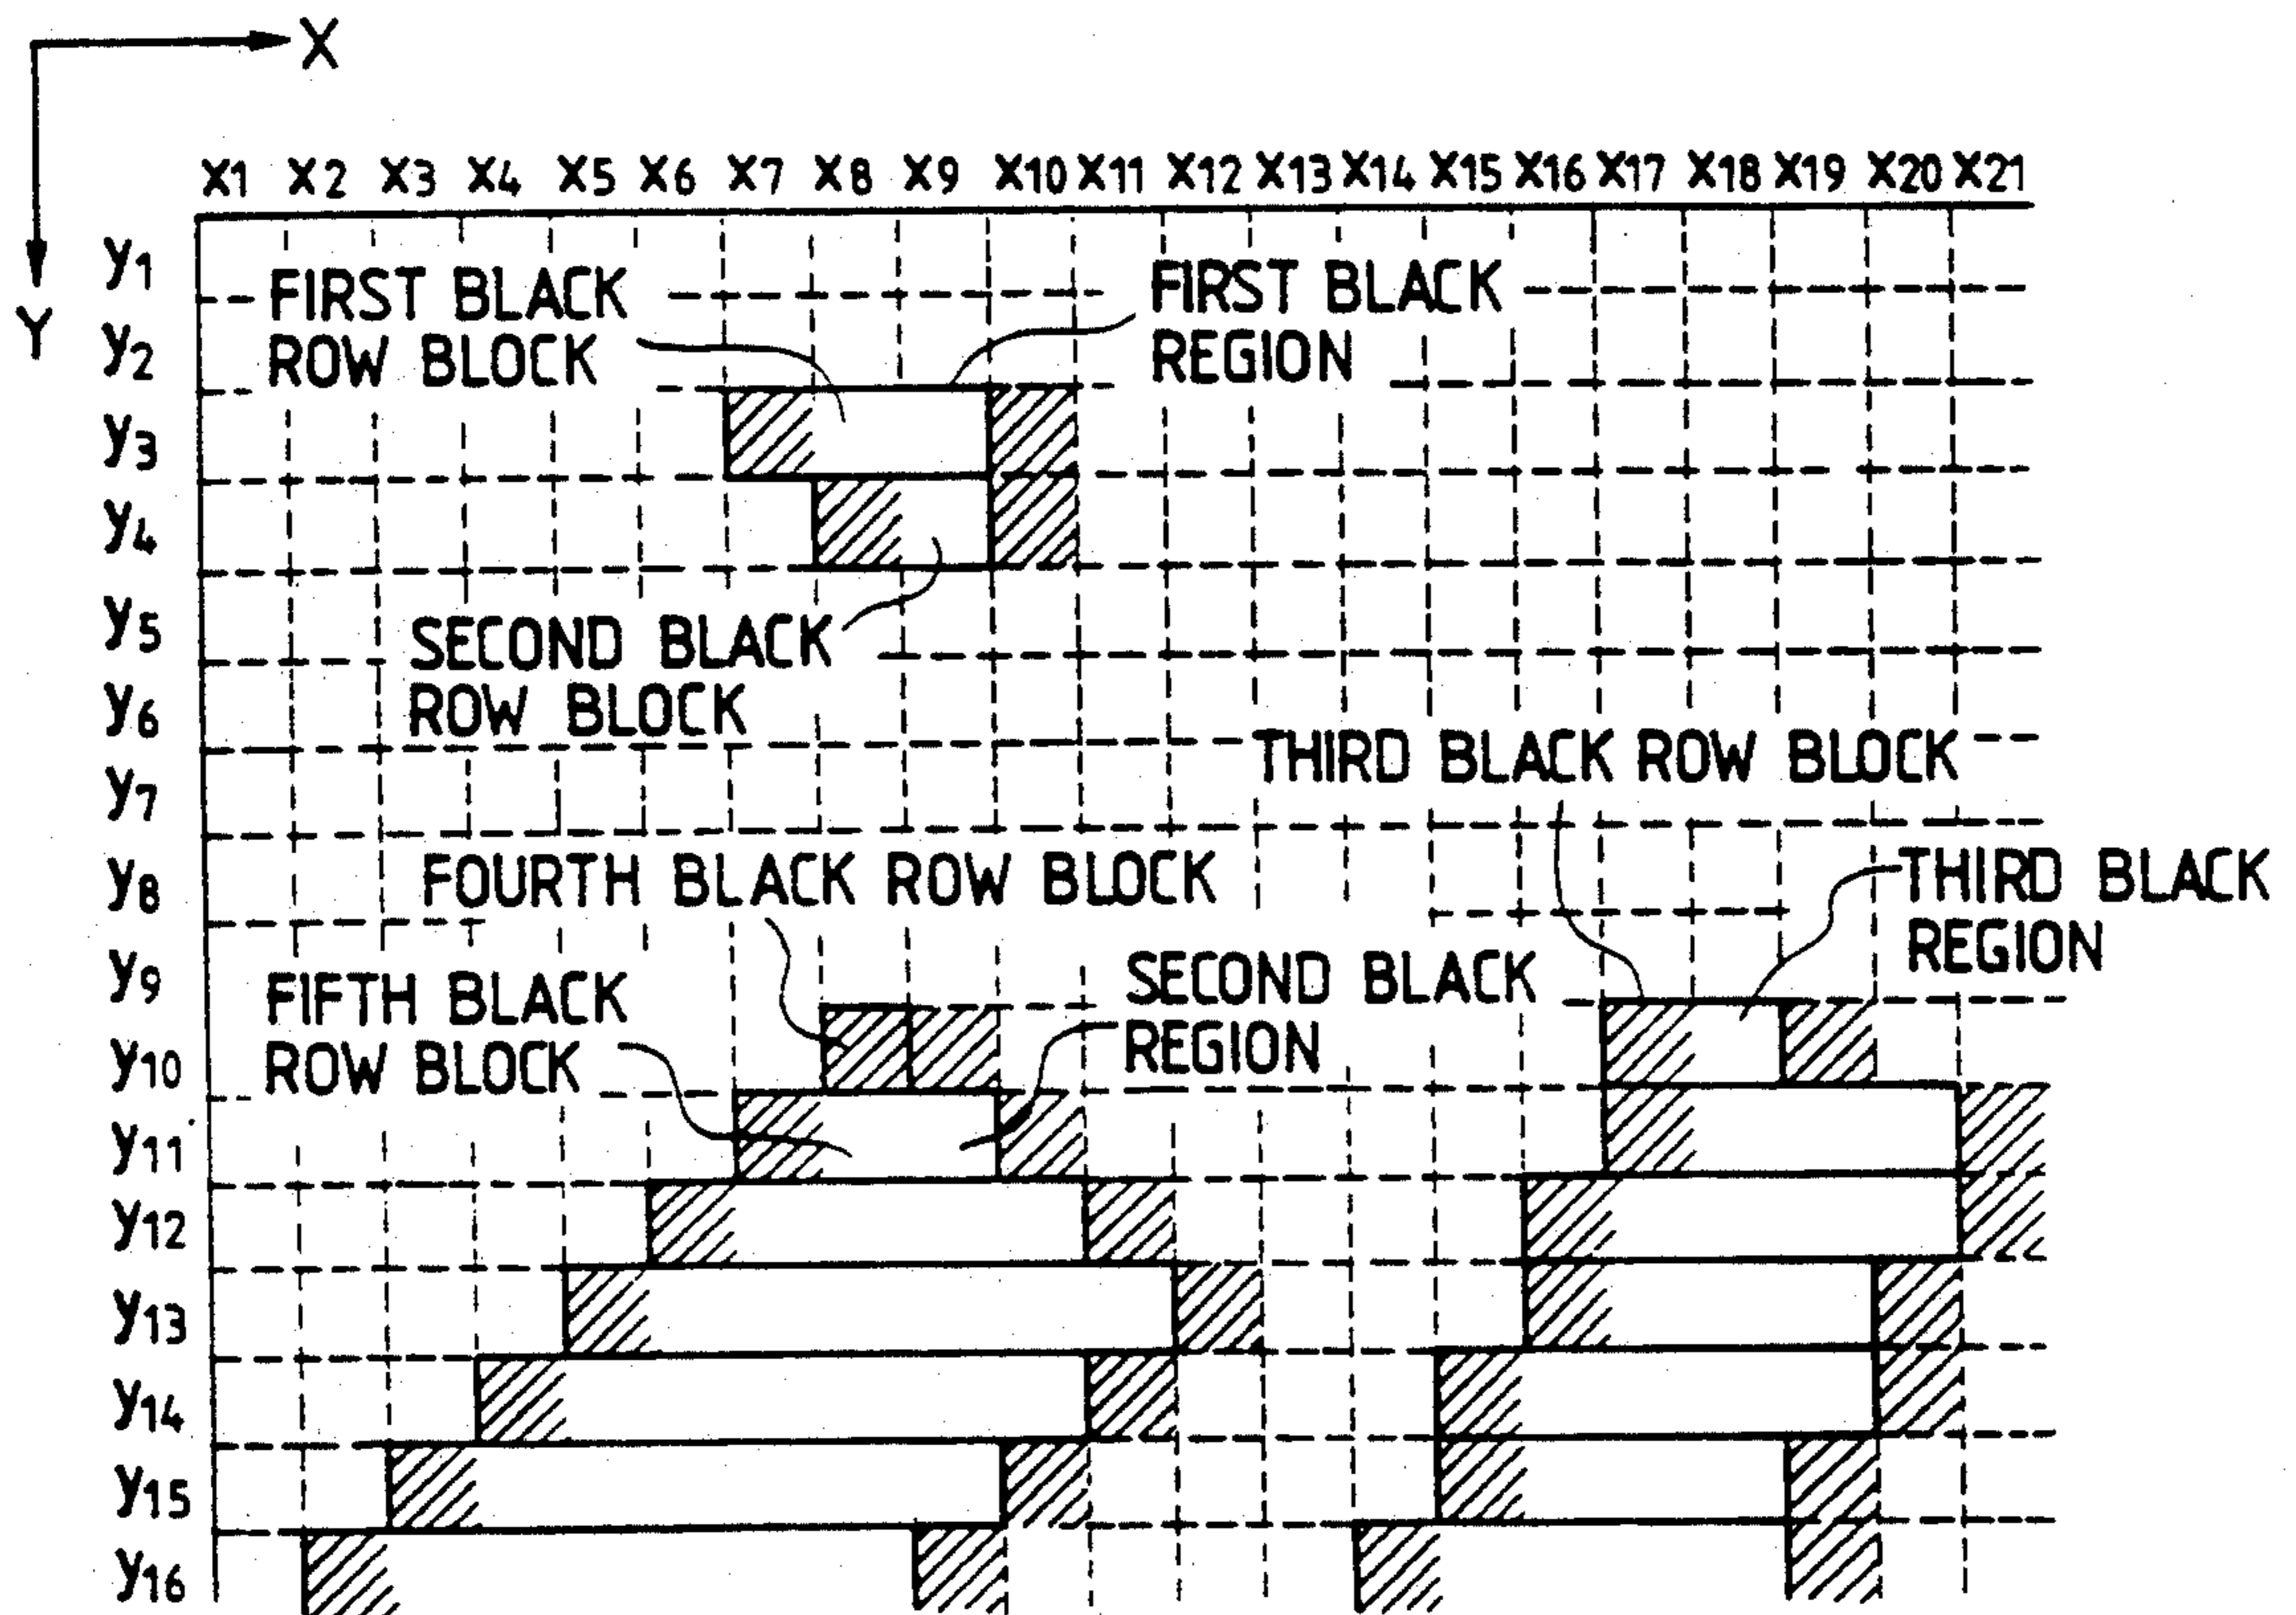 X
X1 X2 X3 X4 X5 X6 X7 X8 X9 X10 X11 X12 X13 X14 X15 X16 X17 X18 X19 X20 X21
Y
y1
y2
y3
y4
y5
y6
y7
y8
y9
y10
y11
y12
y13
y14
y15
y16
FIRST BLACK
ROW BLOCK
FIRST BLACK
REGION
SECOND BLACK
ROW BLOCK
THIRD BLACK ROW BLOCK
FOURTH BLACK ROW BLOCK
THIRD BLACK
REGION
FIFTH BLACK
ROW BLOCK
SECOND BLACK
REGION